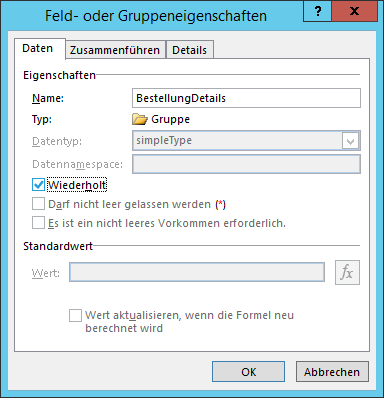 Feld- oder Gruppeneigenschaften ? x
Daten Zusammenführen Details
Eigenschaften
Name: BestellungDetails
Typ: Gruppe
Datentyp: simpleType
Datennamespace:
Wiederholt
Darf nicht leer gelassen werden (*)
Es ist ein nicht leeres Vorkommen erforderlich.
Standardwert
Wert: fx
Wert aktualisieren, wenn die Formel neu
berechnet wird
OK Abbrechen